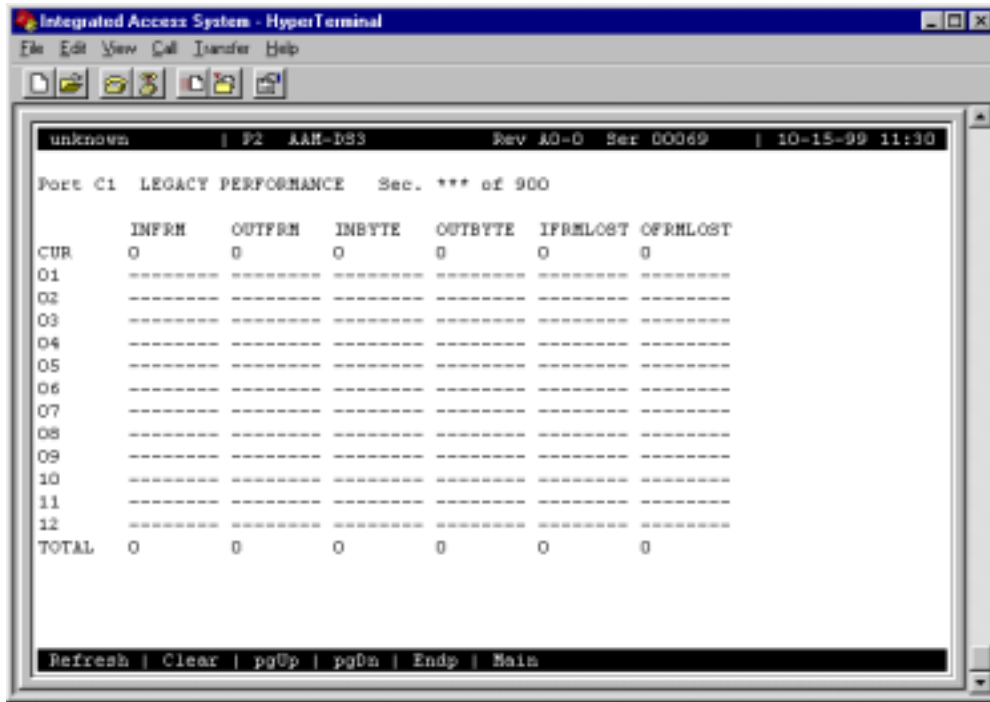 Integrated Access System - HyperTerminal
File Edit View Call Transfer Help
unknown | P2 AAM-DS3 Rev A0-0 Ser 00069 | 10-15-99 11:30
Port C1 LEGACY PERFORMANCE Sec. *** of 900
INFRM OUTFRM INBYTE OUTBYTE IFRMLOST OFRMLOST
CUR 0 0 0 0 0 0
01 -------- -------- -------- -------- -------- --------
02 -------- -------- -------- -------- -------- --------
03 -------- -------- -------- -------- -------- --------
04 -------- -------- -------- -------- -------- --------
05 -------- -------- -------- -------- -------- --------
06 -------- -------- -------- -------- -------- --------
07 -------- -------- -------- -------- -------- --------
08 -------- -------- -------- -------- -------- --------
09 -------- -------- -------- -------- -------- --------
10 -------- -------- -------- -------- -------- --------
11 -------- -------- -------- -------- -------- --------
12 -------- -------- -------- -------- -------- --------
TOTAL 0 0 0 0 0 0
Refresh | Clear | pgUp | pgDn | Endp | Main